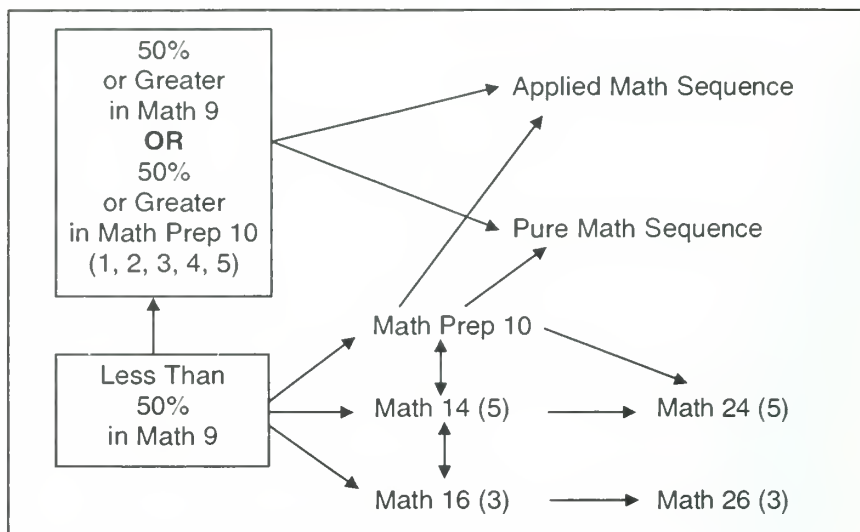 50%
or Greater
in Math 9
OR
50%
or Greater
in Math Prep 10
(1, 2, 3, 4, 5)
Applied Math Sequence
Pure Math Sequence
Less Than
50%
in Math 9
Math Prep 10
Math 14 (5)
Math 24 (5)
Math 16 (3)
Math 26 (3)